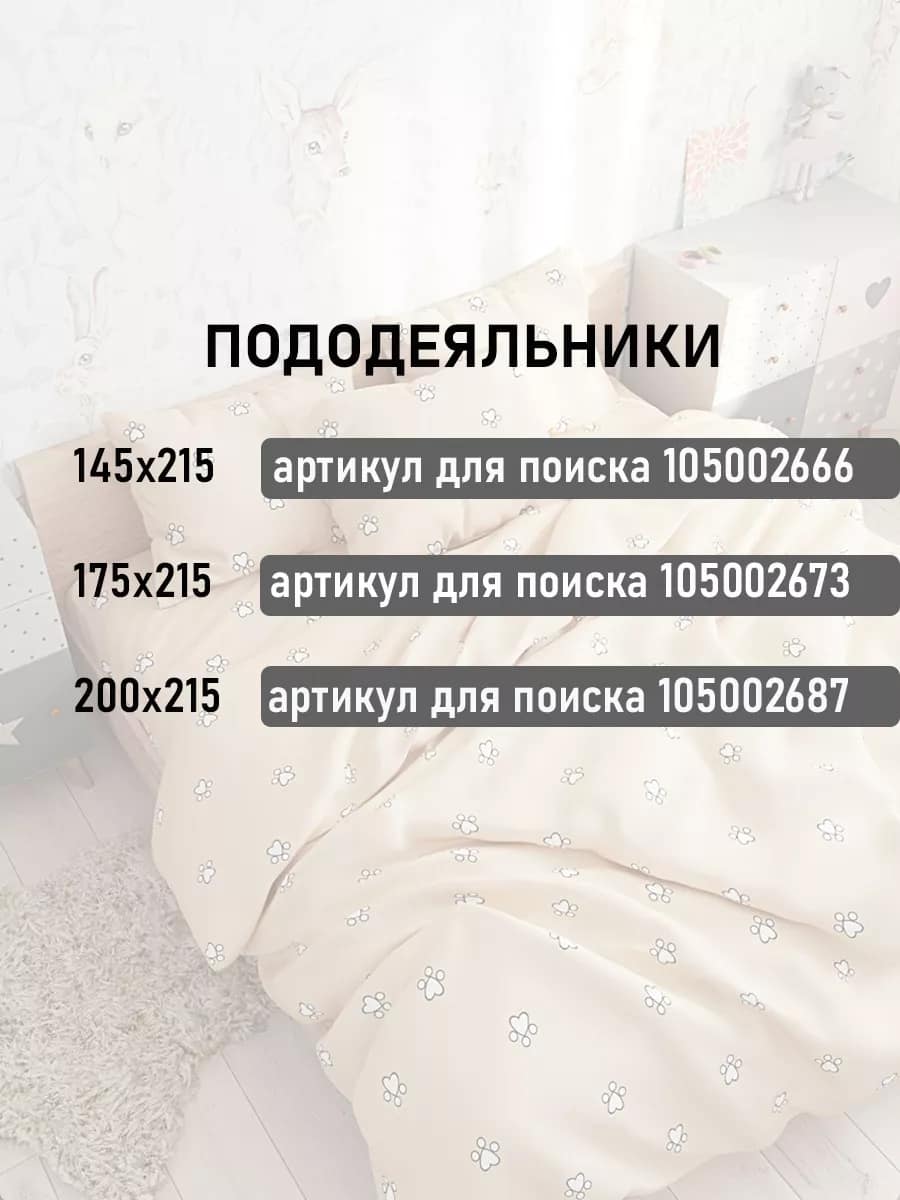 ПОДОДЕЯЛЬНИКИ
145x215 артикул для поиска 105002666
175x215 артикул для поиска 105002673
200x215 артикул для поиска 105002687